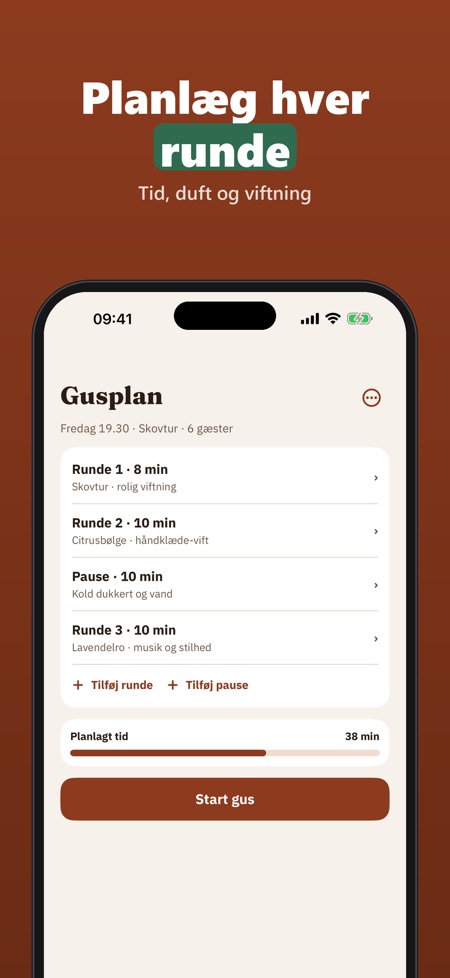 Planlæg hver
runde
Tid, duft og viftning
09:41
Gusplan
Fredag 19.30 · Skovtur · 6 gæster
Runde 1 · 8 min
Skovtur · rolig viftning
Runde 2 · 10 min
Citrusbølge · håndklæde-vift
Pause · 10 min
Kold dukkert og vand
Runde 3 · 10 min
Lavendelro · musik og stilhed
+ Tilføj runde + Tilføj pause
Planlagt tid 38 min
Start gus